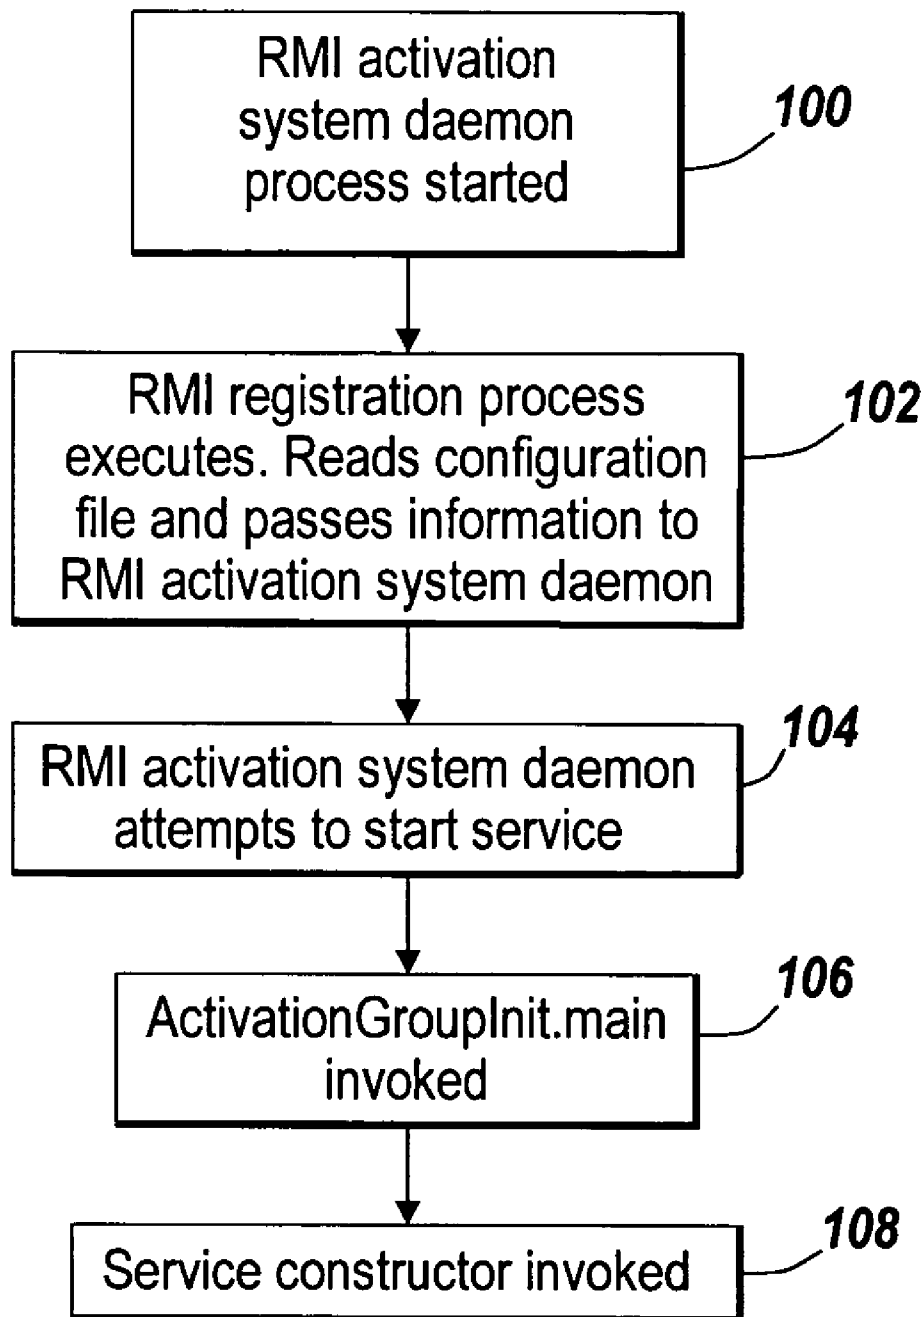 RMI activation
system daemon
process started
100
RMI registration process
executes. Reads configuration
file and passes information to
RMI activation system daemon
102
RMI activation system daemon
attempts to start service
104
ActivationGroupInit.main
invoked
106
Service constructor invoked
108